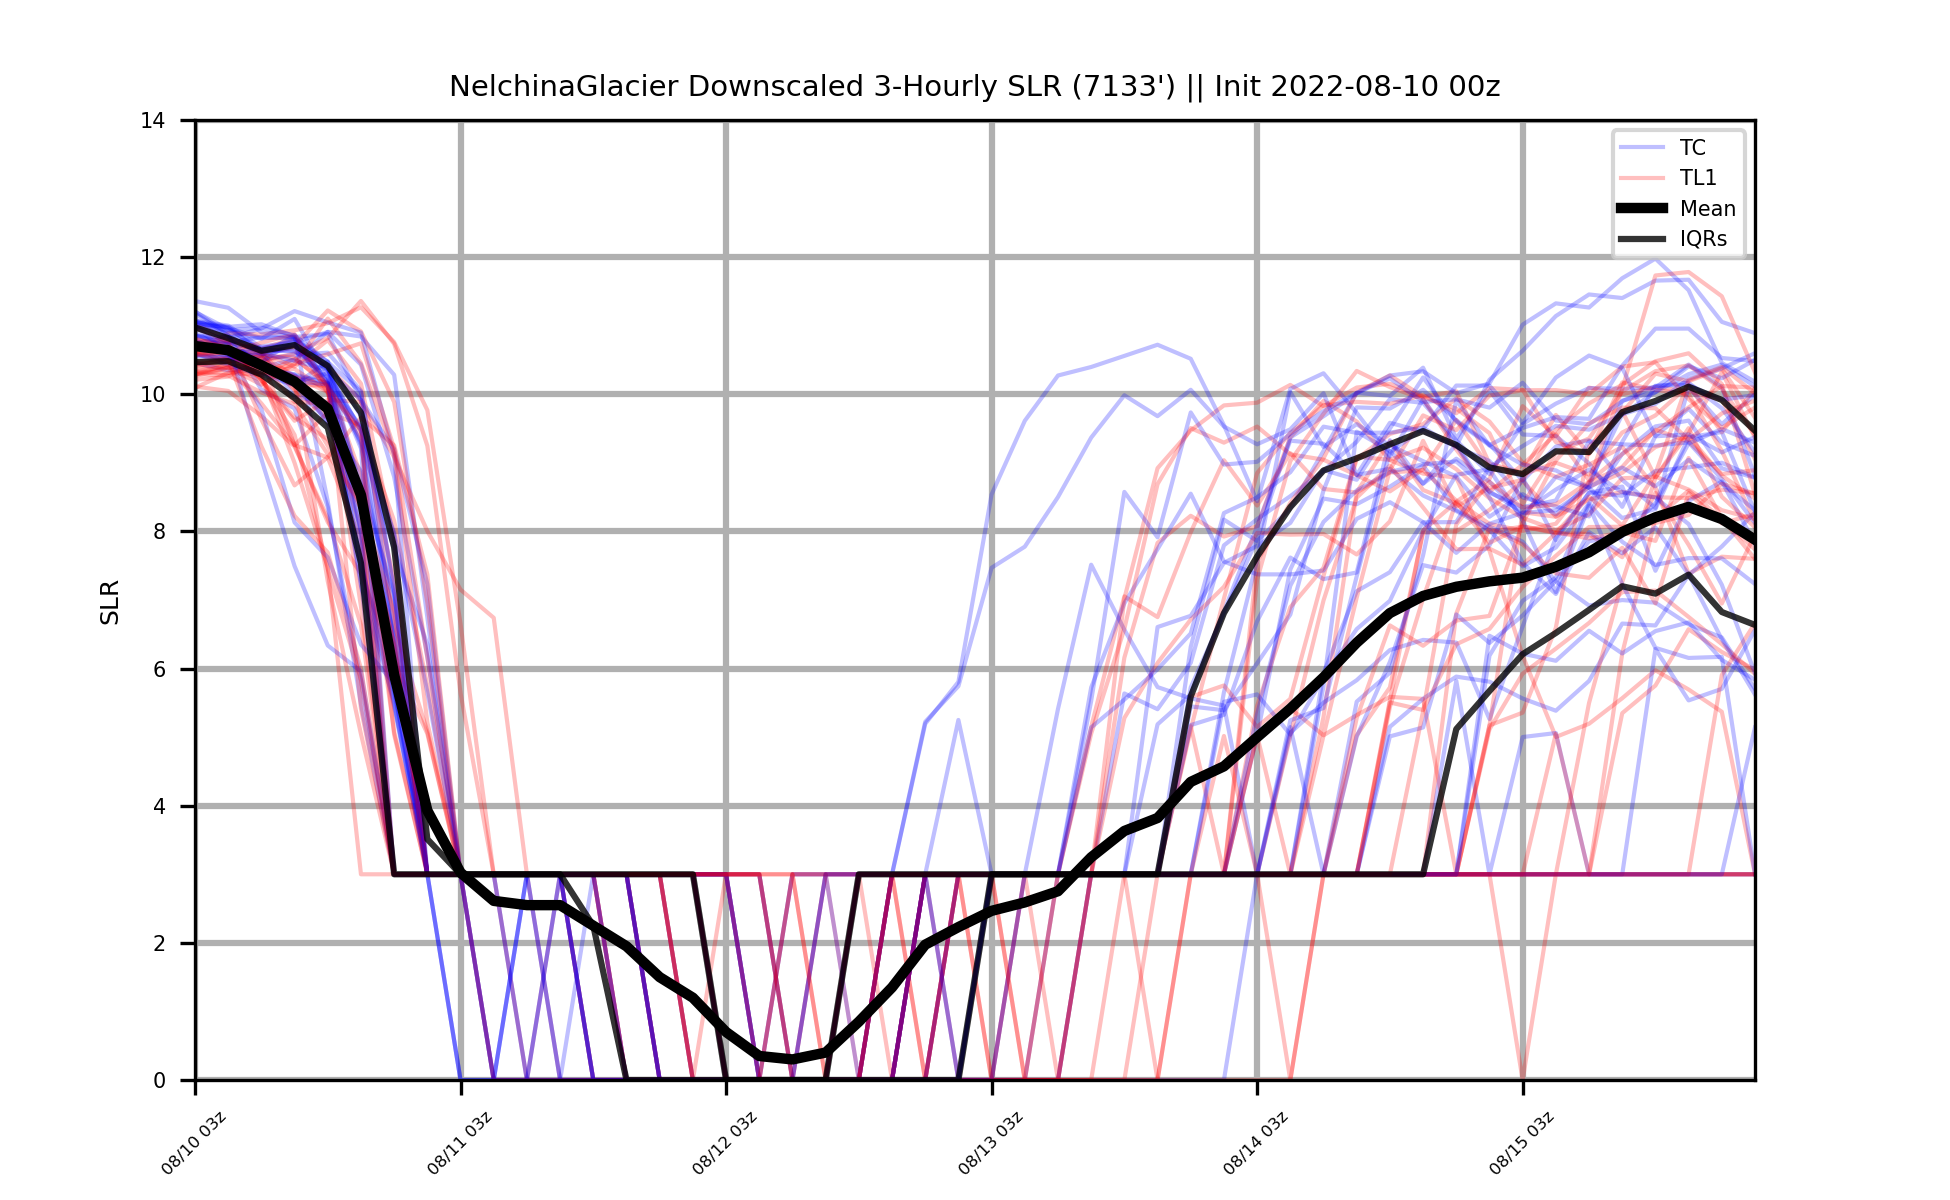 NelchinaGlacier Downscaled 3-Hourly SLR (7133') || Init 2022-08-10 00z
14
12
10
8
6
4
2
0
SLR
TC
TL1
Mean
IQRs
08/10 03z
08/11 03z
08/12 03z
08/13 03z
08/14 03z
08/15 03z